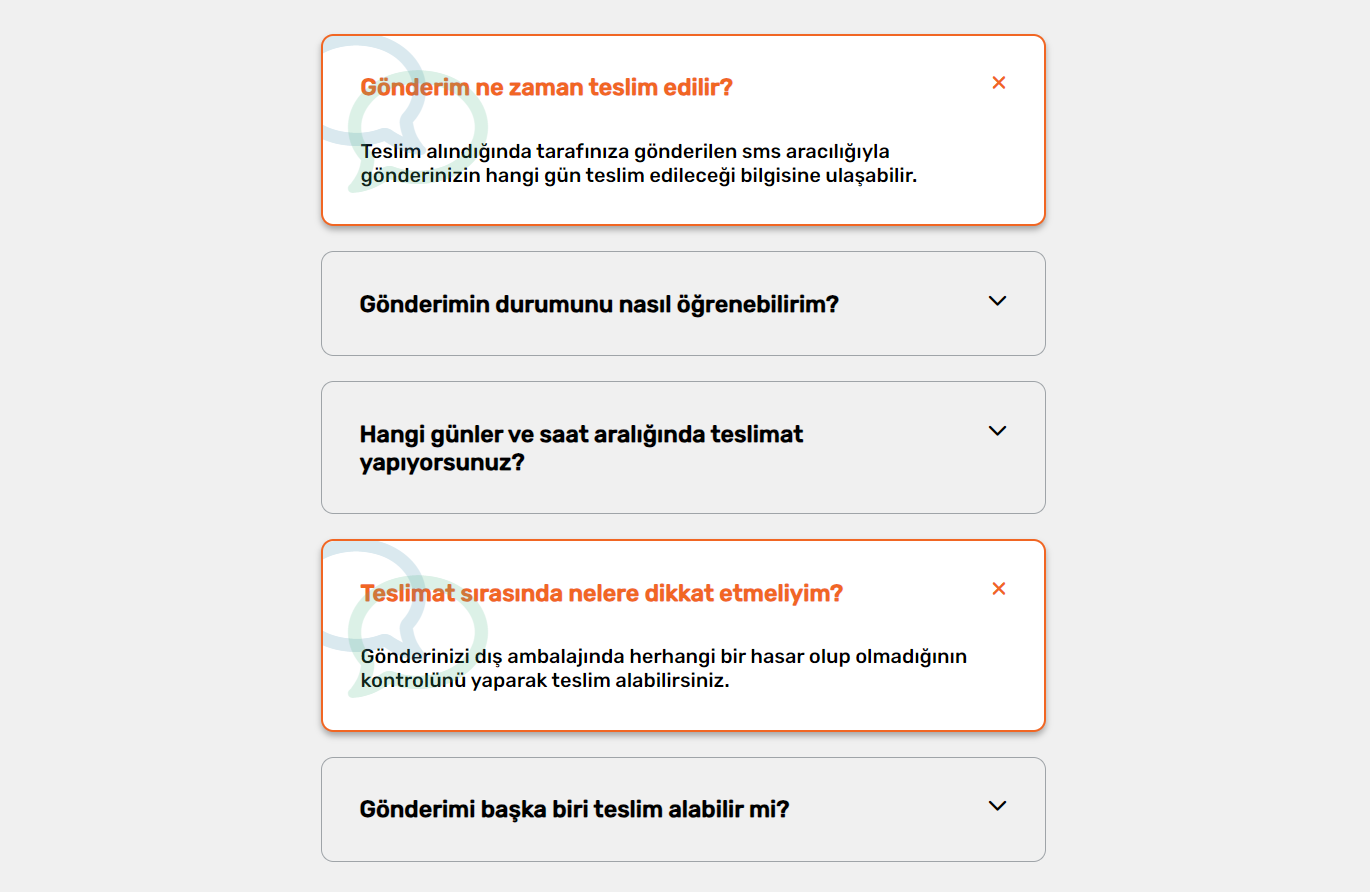 Gönderim ne zaman teslim edilir?
Teslim alındığında tarafınıza gönderilen sms aracılığıyla
gönderinizin hangi gün teslim edileceği bilgisine ulaşabilir.
Gönderimin durumunu nasıl öğrenebilirim?
Hangi günler ve saat aralığında teslimat
yapıyorsunuz?
Teslimat sırasında nelere dikkat etmeliyim?
Gönderinizi dış ambalajında herhangi bir hasar olup olmadığının
kontrolünü yaparak teslim alabilirsiniz.
Gönderimi başka biri teslim alabilir mi?